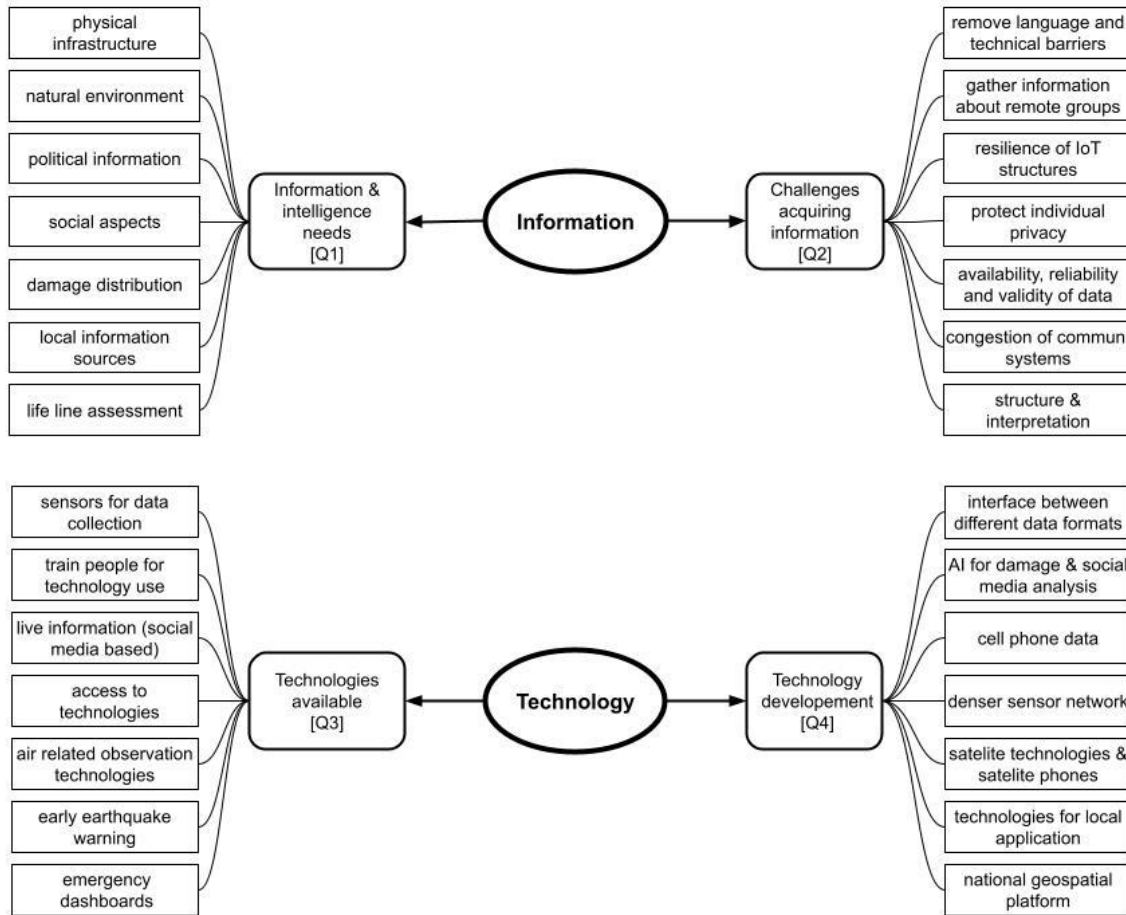 physical
infrastructure
natural environment
political information
social aspects
damage distribution
local information
sources
life line assessment
Information &
intelligence
needs
[Q1]
Information
Challenges
acquiring
information
[Q2]
remove language and
technical barriers
gather information
about remote groups
resilience of IoT
structures
protect individual
privacy
availability, reliability
and validity of data
congestion of commun
systems
structure &
interpretation
sensors for data
collection
train people for
technology use
live information (social
media based)
access to
technologies
air related observation
technologies
early earthquake
warning
emergency
dashboards
Technologies
available
[Q3]
Technology
Technology
developement
[Q4]
interface between
different data formats
AI for damage & social
media analysis
cell phone data
denser sensor network
satelite technologies &
satelite phones
technologies for local
application
national geospatial
platform